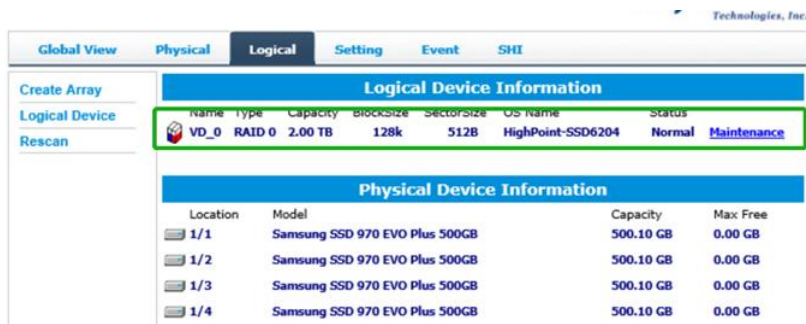 Technologies, Inc.
Global View Physical Logical Setting Event SHI
Create Array
Logical Device
Rescan
Logical Device Information
Name Type Capacity BlockSize SectorSize OS Name Status
VD_0 RAID 0 2.00 TB 128k 512B HighPoint-SSD6204 Normal Maintenance
Physical Device Information
Location Model Capacity Max Free
1/1 Samsung SSD 970 EVO Plus 500GB 500.10 GB 0.00 GB
1/2 Samsung SSD 970 EVO Plus 500GB 500.10 GB 0.00 GB
1/3 Samsung SSD 970 EVO Plus 500GB 500.10 GB 0.00 GB
1/4 Samsung SSD 970 EVO Plus 500GB 500.10 GB 0.00 GB